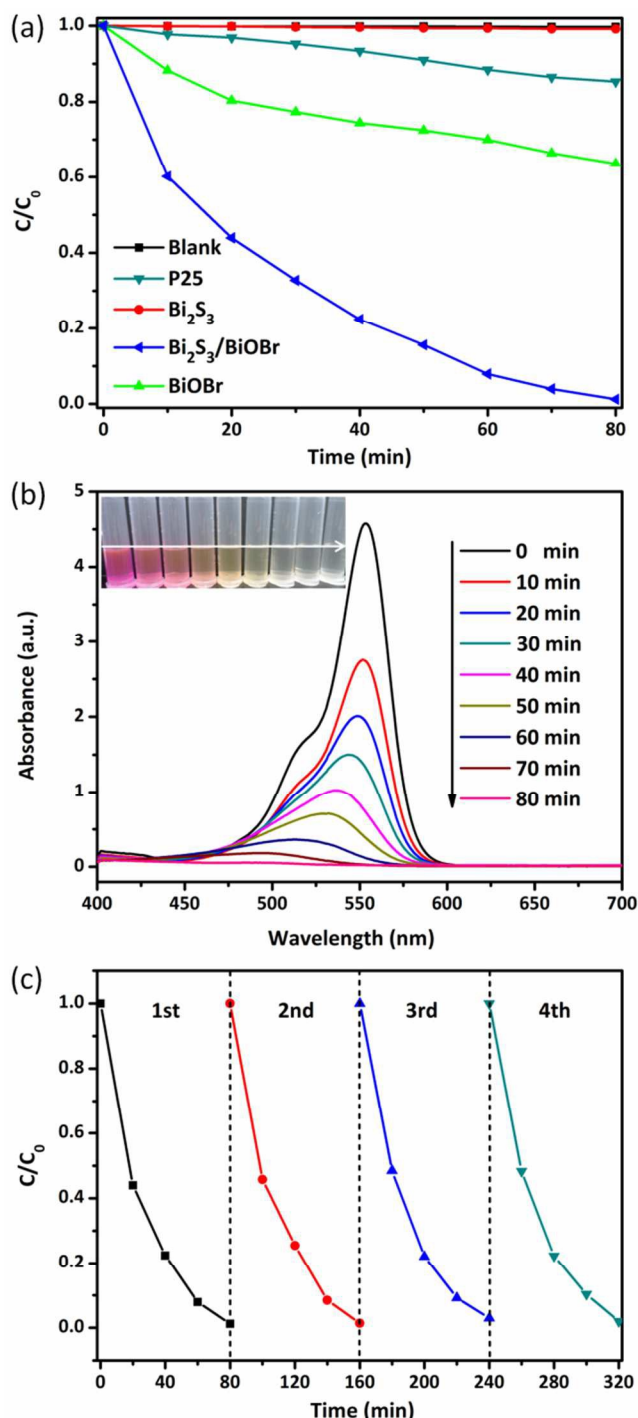 (a)
1.0
0.8
0.6
0.4
0.2
0.0
C/C₀
Blank
P25
Bi₂S₃
Bi₂S₃/BiOBr
BiOBr
0 20 40 60 80
Time (min)
(b)
5
4
3
2
1
0
Absorbance (a.u.)
0 min
10 min
20 min
30 min
40 min
50 min
60 min
70 min
80 min
400 450 500 550 600 650 700
Wavelength (nm)
(c)
1.0
0.8
0.6
0.4
0.2
0.0
C/C₀
1st 2nd 3rd 4th
0 40 80 120 160 200 240 280 320
Time (min)